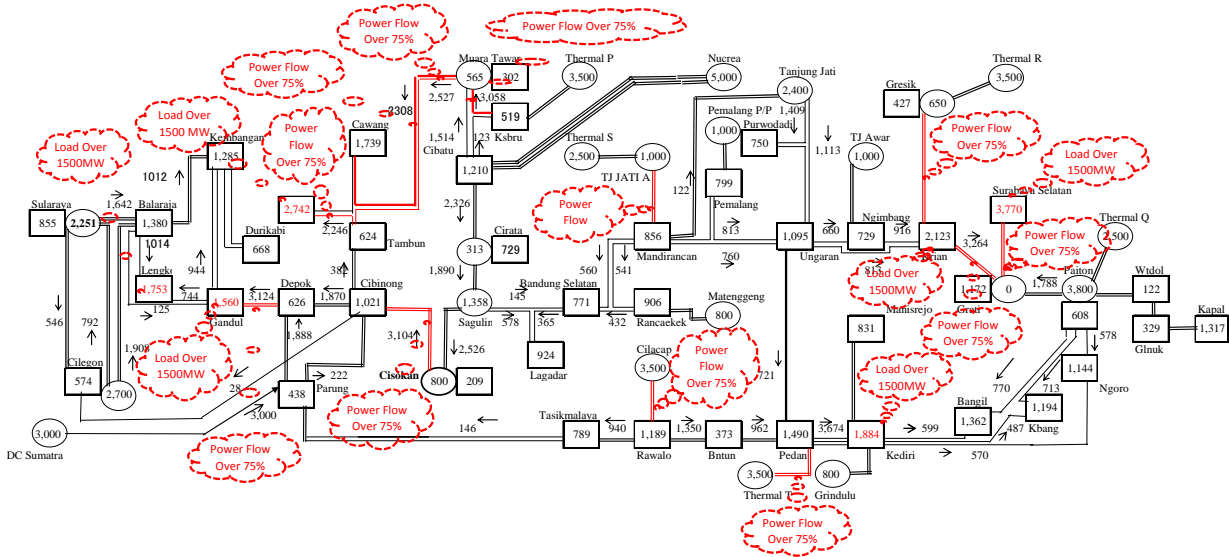 Power Flow
Over 75%
Power Flow
Over 75%
Power Flow Over 75%
Power Flow
Over 75%
Load Over
1500 MW
Load Over
1500MW
Power
Flow
Over 75%
Muara Tawar
565
302
Thermal P
3,500
Nucrea
5,000
Tanjung Jati
2,400
1,409
Thermal R
3,500
Gresik
427
650
2,527
3,058
2308
519
Ksbru
Cawang
1,739
1,514
123
Cibatu
1,210
Thermal S
2,500
1,000
TJ JATI A
Pemalang P/P
1,000
Purwodadi
750
1,113
TJ Awar
1,000
Power Flow
Over 75%
Load Over
1500MW
Kembangan
1,285
1012
Sularaya
855
2,251
1,642
Balaraja
1,380
1014
2,742
2,246
Durikabi
668
624
Tambun
2,326
313
Cirata
729
Power
Flow
122
799
Pemalang
856
Mandirancan
813
760
1,095
Ungaran
660
Ngimbang
729
916
813
2,123
3,264
Surabaya Selatan
3,770
Power Flow
Over 75%
Thermal Q
2,500
944
1,753
744
125
1,560
Gandul
3,124
Depok
626
1,870
382
Cibinong
1,021
1,890
1,358
Sagulin
145
578
365
Bandung Selatan
771
560
541
432
906
Rancaekek
Matenggeng
800
Load Over
1500MW
Manisrejo
831
1,172
Grati
0
1,788
Paiton
3,800
608
Wtdol
122
329
Glnuk
Kapal
1,317
546
792
1,908
Cilegon
574
2,700
Load Over
1500MW
1,888
28
3,000
222
438
Parung
3,104
Cisokan
800
209
2,526
924
Lagadar
Cilacap
3,500
Power
Flow
Over 75%
721
Power Flow
Over 75%
Load Over
1500MW
578
1,144
Ngoro
770
713
Bangil
1,362
1,194
Kbang
487
3,000
DC Sumatra
Power Flow
Over 75%
Power Flow
Over 75%
146
Tasikmalaya
789
940
1,189
Rawalo
1,350
373
Bntun
962
1,490
Pedan
3,674
1,884
Kediri
599
570
3,500
Thermal T
800
Grindulu
Power Flow
Over 75%